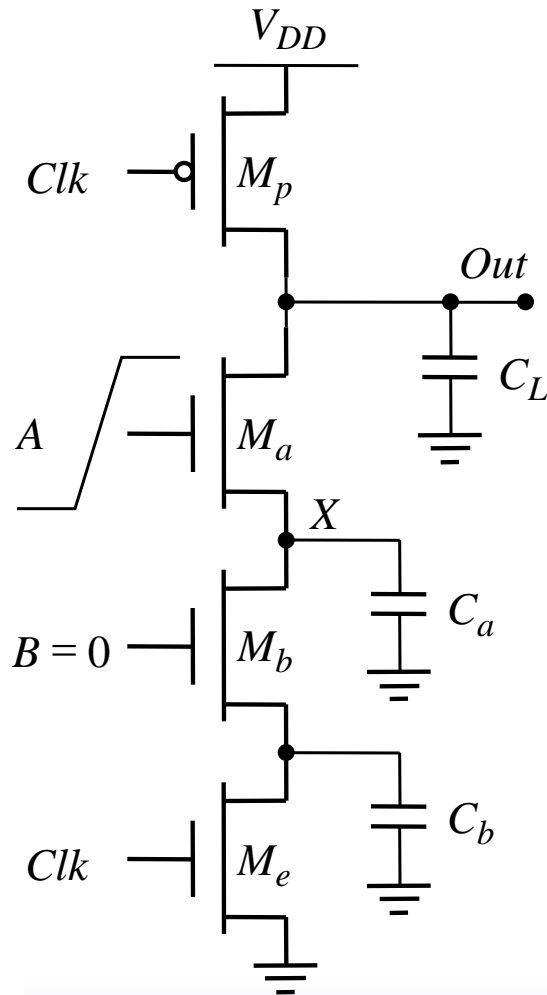 V_DD
Clk
M_p
Out
C_L
A
M_a
X
C_a
B = 0
M_b
C_b
Clk
M_e